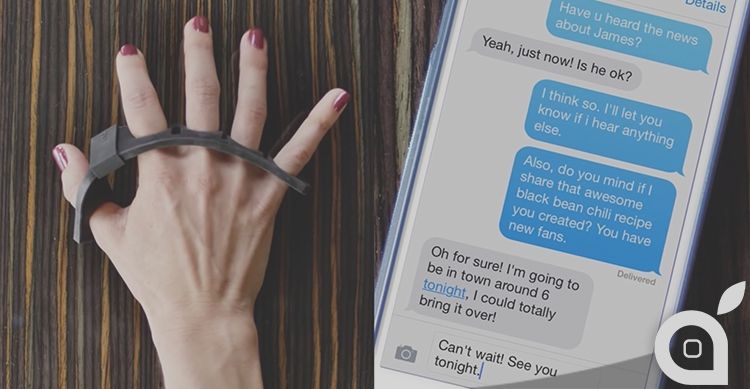 Details
Have u heard the news
about James?
Yeah, just now! Is he ok?
I think so. I'll let you
know if i hear anything
else.
Also, do you mind if I
share that awesome
black bean chili recipe
you created? You have
new fans.
Delivered
Oh for sure! I'm going to
be in town around 6
tonight, I could totally
bring it over!
Can't wait! See you
tonight.